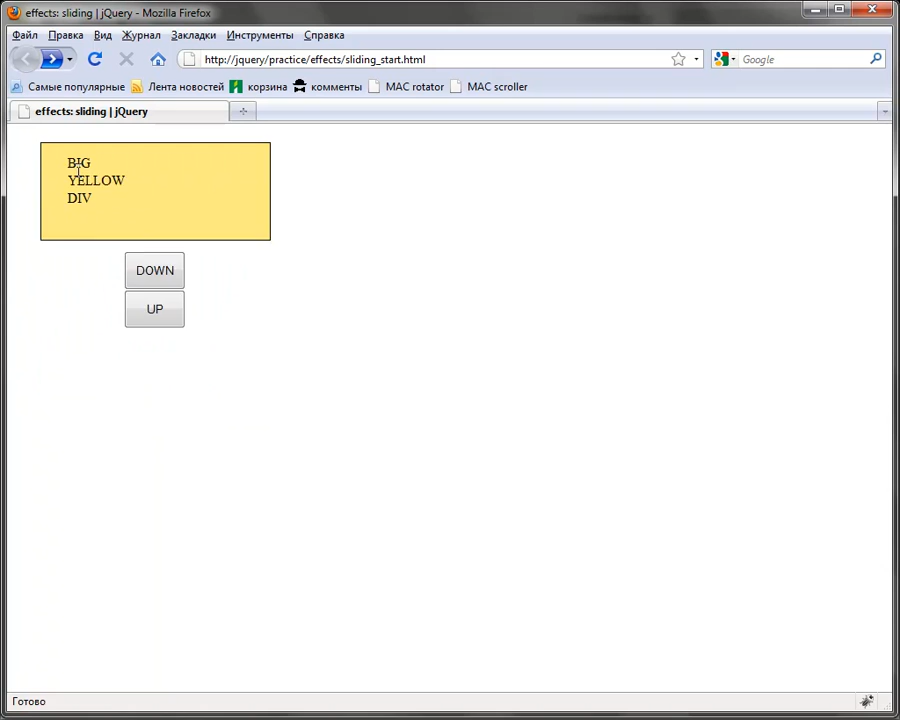 effects: sliding | jQuery - Mozilla Firefox
Файл Правка Вид Журнал Закладки Инструменты Справка
http://jquery/practice/effects/sliding_start.html Google
Самые популярные Лента новостей корзина комменты MAC rotator MAC scroller
effects: sliding | jQuery
BIG
YELLOW
DIV
DOWN
UP
Готово